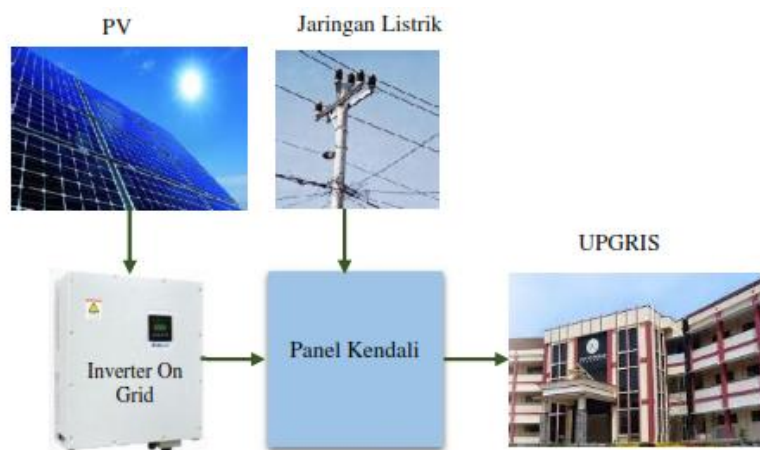 PV
Jaringan Listrik
UPGRIS
Inverter On
Grid
Panel Kendali